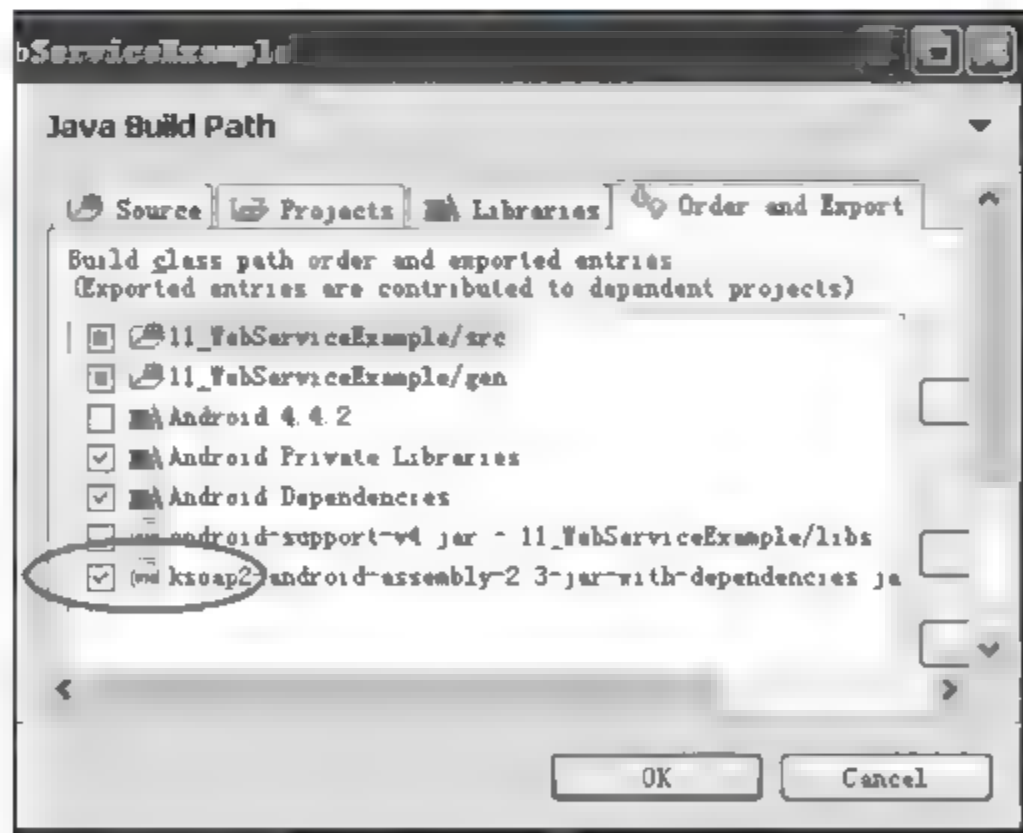 bServiceExample
Java Build Path
Source Projects Libraries Order and Export
Build class path order and exported entries
(Exported entries are contributed to dependent projects)
11_WebServiceExample/src
11_WebServiceExample/gen
Android 4.4.2
Android Private Libraries
Android Dependencies
android-support-v4 jar - 11_WebServiceExample/libs
ksoap2-android-assembly-2 3-jar-with-dependencies ja
OK Cancel